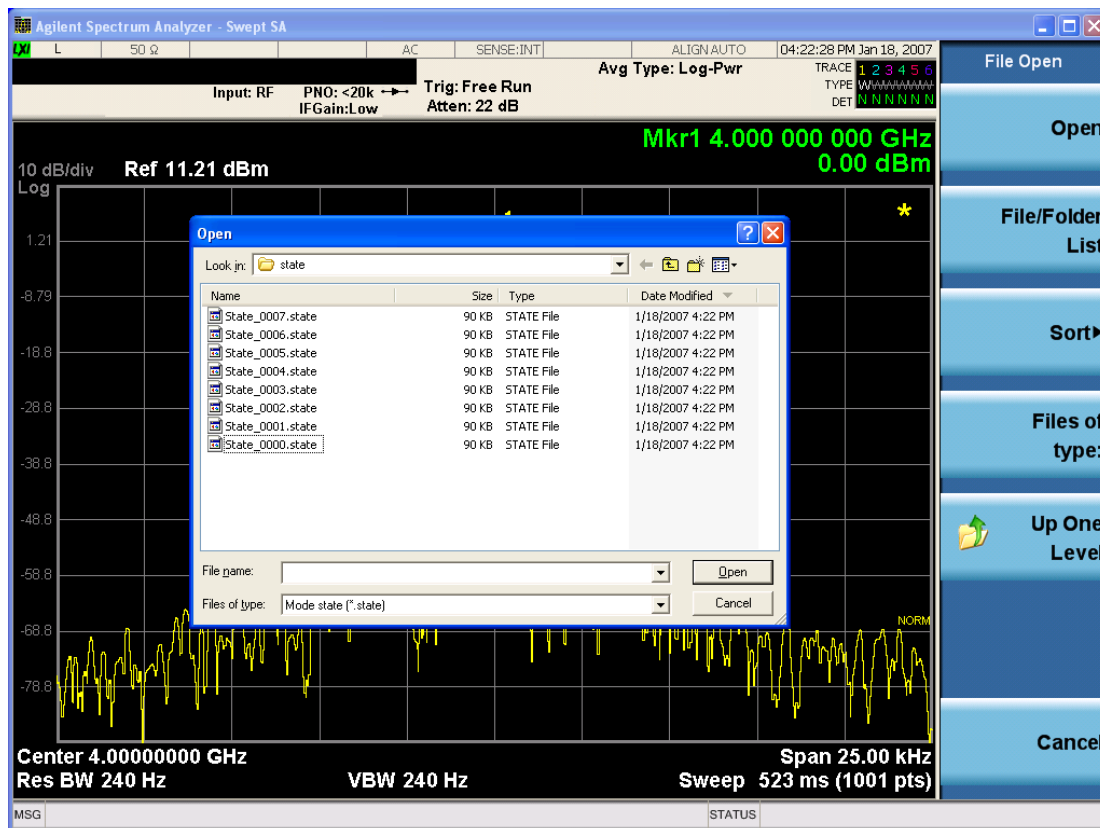 Agilent Spectrum Analyzer - Swept SA
LXI L 50 Ω AC SENSE:INT ALIGNAUTO 04:22:28 PM Jan 18, 2007
Input: RF PNO: <20k
IFGain:Low
Trig: Free Run
Atten: 22 dB
Avg Type: Log-Pwr
TRACE 1 2 3 4 5 6
TYPE
DET N N N N N N
Mkr1 4.000 000 000 GHz
0.00 dBm
10 dB/div Ref 11.21 dBm
Log
1.21
-8.79
-18.8
-28.8
-38.8
-48.8
-58.8
-68.8
-78.8
Open
Look in: state
Name Size Type Date Modified
State_0007.state 90 KB STATE File 1/18/2007 4:22 PM
State_0006.state 90 KB STATE File 1/18/2007 4:22 PM
State_0005.state 90 KB STATE File 1/18/2007 4:22 PM
State_0004.state 90 KB STATE File 1/18/2007 4:22 PM
State_0003.state 90 KB STATE File 1/18/2007 4:22 PM
State_0002.state 90 KB STATE File 1/18/2007 4:22 PM
State_0001.state 90 KB STATE File 1/18/2007 4:22 PM
State_0000.state 90 KB STATE File 1/18/2007 4:22 PM
File name: Open
Files of type: Mode state (*.state) Cancel
NORM
Center 4.00000000 GHz Span 25.00 kHz
Res BW 240 Hz VBW 240 Hz Sweep 523 ms (1001 pts)
MSG STATUS
File Open
Open
File/Folder
List
Sort
Files of
type:
Up One
Level
Cancel